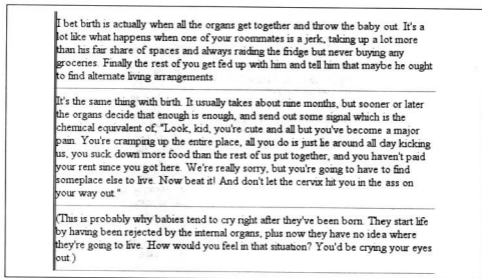 I bet birth is actually when all the organs get together and throw the baby out. It's a
lot like what happens when one of your roommates is a jerk, taking up a lot more
than his fair share of spaces and always raiding the fridge but never buying any
groceries. Finally the rest of you get fed up with him and tell him that maybe he ought
to find alternate living arrangements.
It's the same thing with birth. It usually takes about nine months, but sooner or later
the organs decide that enough is enough, and send out some signal which is the
chemical equivalent of, "Look, kid, you're cute and all but you've become a major
pain. You're cramping up the entire place, all you do is just lie around all day kicking
us, you suck down more food than the rest of us put together, and you haven't paid
your rent since you got here. We're really sorry, but you're going to have to find
someplace else to live. Now beat it! And don't let the cervix hit you in the ass on
your way out."
(This is probably why babies tend to cry right after they've been born. They start life
by having been rejected by the internal organs, plus now they have no idea where
they're going to live. How would you feel in that situation? You'd be crying your eyes
out.)